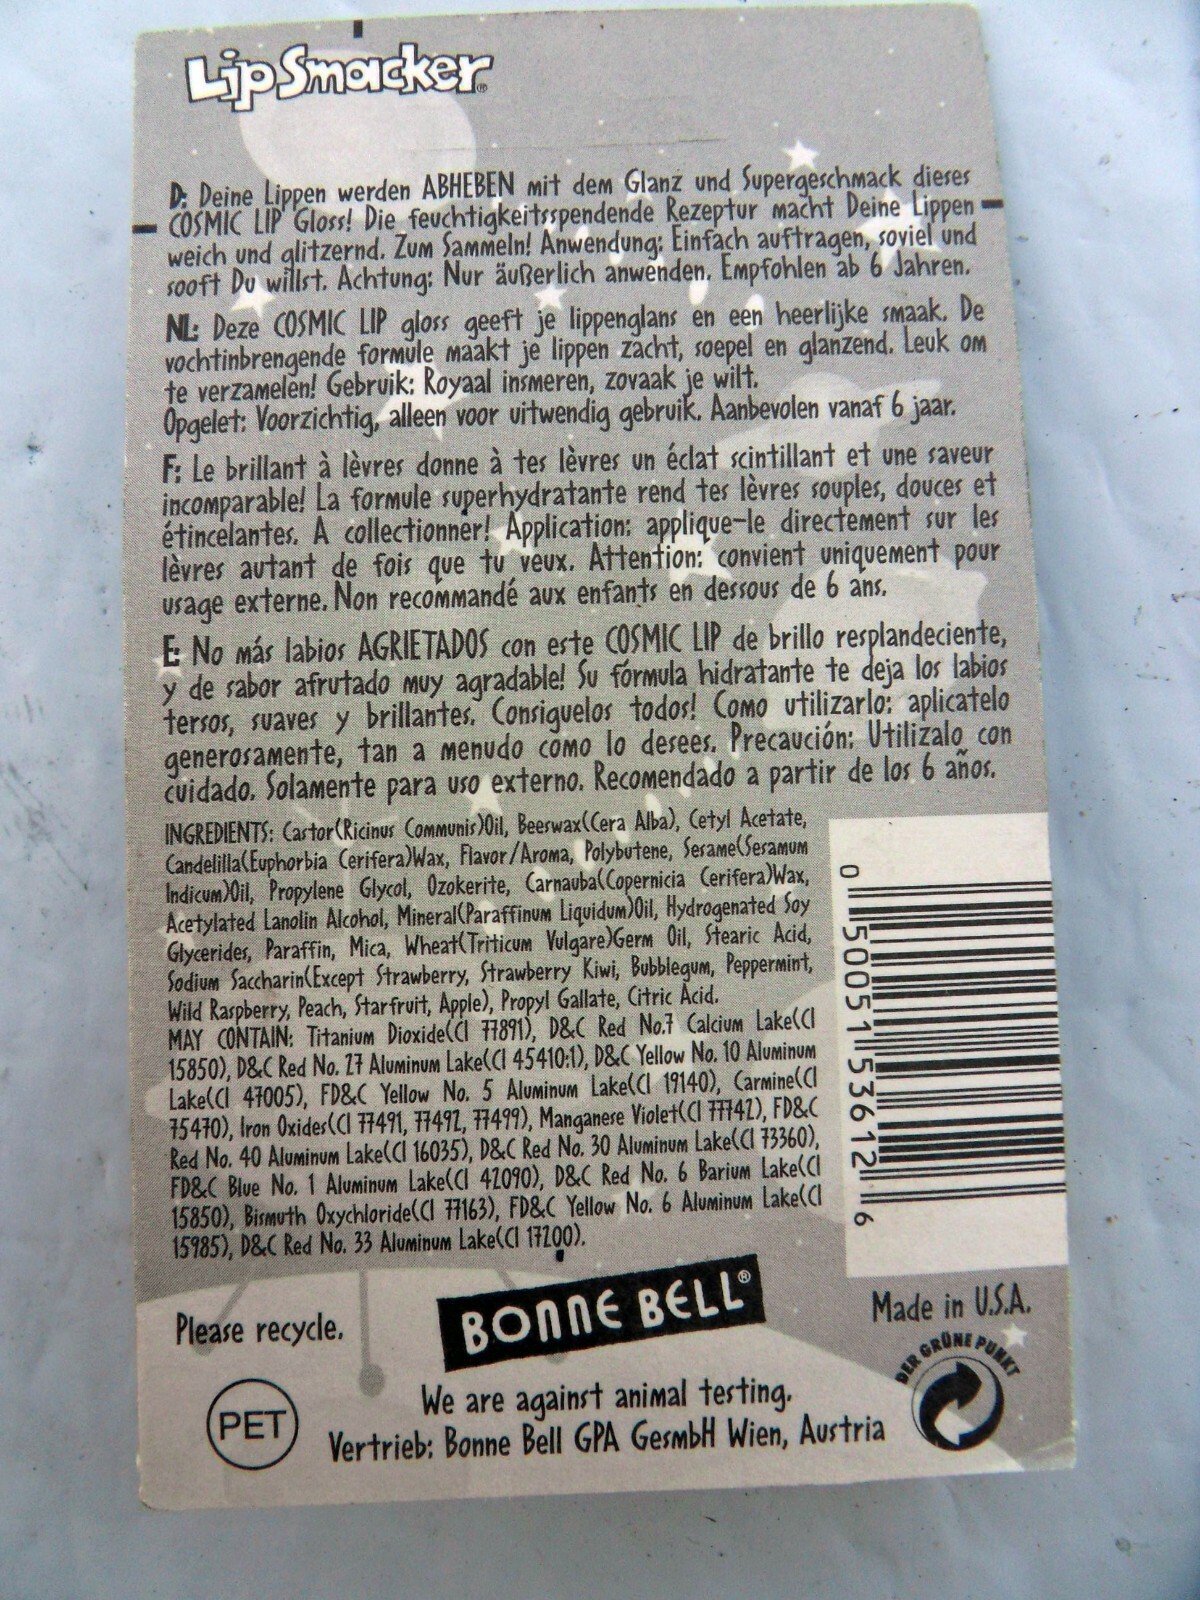 Lip Smacker®
D: Deine Lippen werden ABHEBEN mit dem Glanz und Supergeschmack dieses
COSMIC LIP Gloss! Die feuchtigkeitsspendende Rezeptur macht Deine Lippen
weich und glitzernd. Zum Sammeln! Anwendung: Einfach auftragen, soviel und
sooft Du willst. Achtung: Nur äußerlich anwenden. Empfohlen ab 6 Jahren.
NL: Deze COSMIC LIP gloss geeft je lippenglans en een heerlijke smaak. De
vochtinbrengende formule maakt je lippen zacht, soepel en glanzend. Leuk om
te verzamelen! Gebruik: Royaal insmeren, zovaak je wilt.
Opgelet: Voorzichtig, alleen voor uitwendig gebruik. Aanbevolen vanaf 6 jaar.
F: Le brillant à lèvres donne à tes lèvres un éclat scintillant et une saveur
incomparable! La formule superhydratante rend tes lèvres souples, douces et
étincelantes. A collectionner! Application: applique-le directement sur les
lèvres autant de fois que tu veux. Attention: convient uniquement pour
usage externe. Non recommandé aux enfants en dessous de 6 ans.
E: No más labios AGRIETADOS con este COSMIC LIP de brillo resplandeciente,
y de sabor afrutado muy agradable! Su fórmula hidratante te deja los labios
tersos, suaves y brillantes. Consiguelos todos! Como utilizarlo: aplicatelo
generosamente, tan a menudo como lo desees. Precaución: Utilizalo con
cuidado. Solamente para uso externo. Recomendado a partir de los 6 años.
INGREDIENTS: Castor(Ricinus Communis)Oil, Beeswax(Cera Alba), Cetyl Acetate,
Candelilla(Euphorbia Cerifera)Wax, Flavor/Aroma, Polybutene, Sesame(Sesamum
Indicum)Oil, Propylene Glycol, Ozokerite, Carnauba(Copernicia Cerifera)Wax,
Acetylated Lanolin Alcohol, Mineral(Paraffinum Liquidum)Oil, Hydrogenated Soy
Glycerides, Paraffin, Mica, Wheat(Triticum Vulgare)Germ Oil, Stearic Acid,
Sodium Saccharin(Except Strawberry, Strawberry Kiwi, Bubblegum, Peppermint,
Wild Raspberry, Peach, Starfruit, Apple), Propyl Gallate, Citric Acid.
MAY CONTAIN: Titanium Dioxide(CI 77891), D&C Red No.7 Calcium Lake(CI
15850), D&C Red No. 27 Aluminum Lake(CI 45410:1), D&C Yellow No. 10 Aluminum
Lake(CI 47005), FD&C Yellow No. 5 Aluminum Lake(CI 19140), Carmine(CI
75470), Iron Oxides(CI 77491, 77492, 77499), Manganese Violet(CI 77742), FD&C
Red No. 40 Aluminum Lake(CI 16035), D&C Red No. 30 Aluminum Lake(CI 73360),
FD&C Blue No. 1 Aluminum Lake(CI 42090), D&C Red No. 6 Barium Lake(CI
15850), Bismuth Oxychloride(CI 77163), FD&C Yellow No. 6 Aluminum Lake(CI
15985), D&C Red No. 33 Aluminum Lake(CI 17200).
0 50051 53612 6
Please recycle.
BONNE BELL®
Made in U.S.A.
DER GRÜNE PUNKT
PET
We are against animal testing.
Vertrieb: Bonne Bell GPA GesmbH Wien, Austria